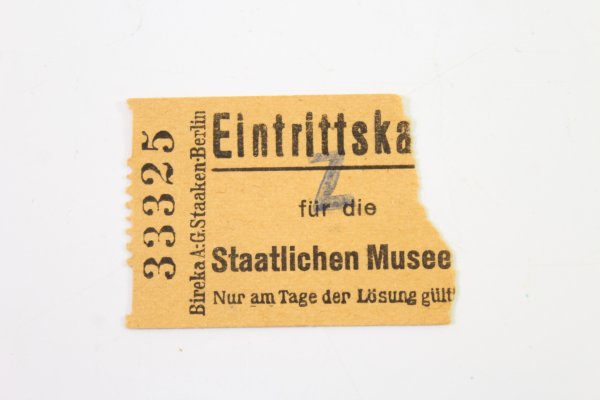 33325
Bireka A.-G. Staaken-Berlin
Eintrittska
Z
für die
Staatlichen Musee
Nur am Tage der Lösung gült